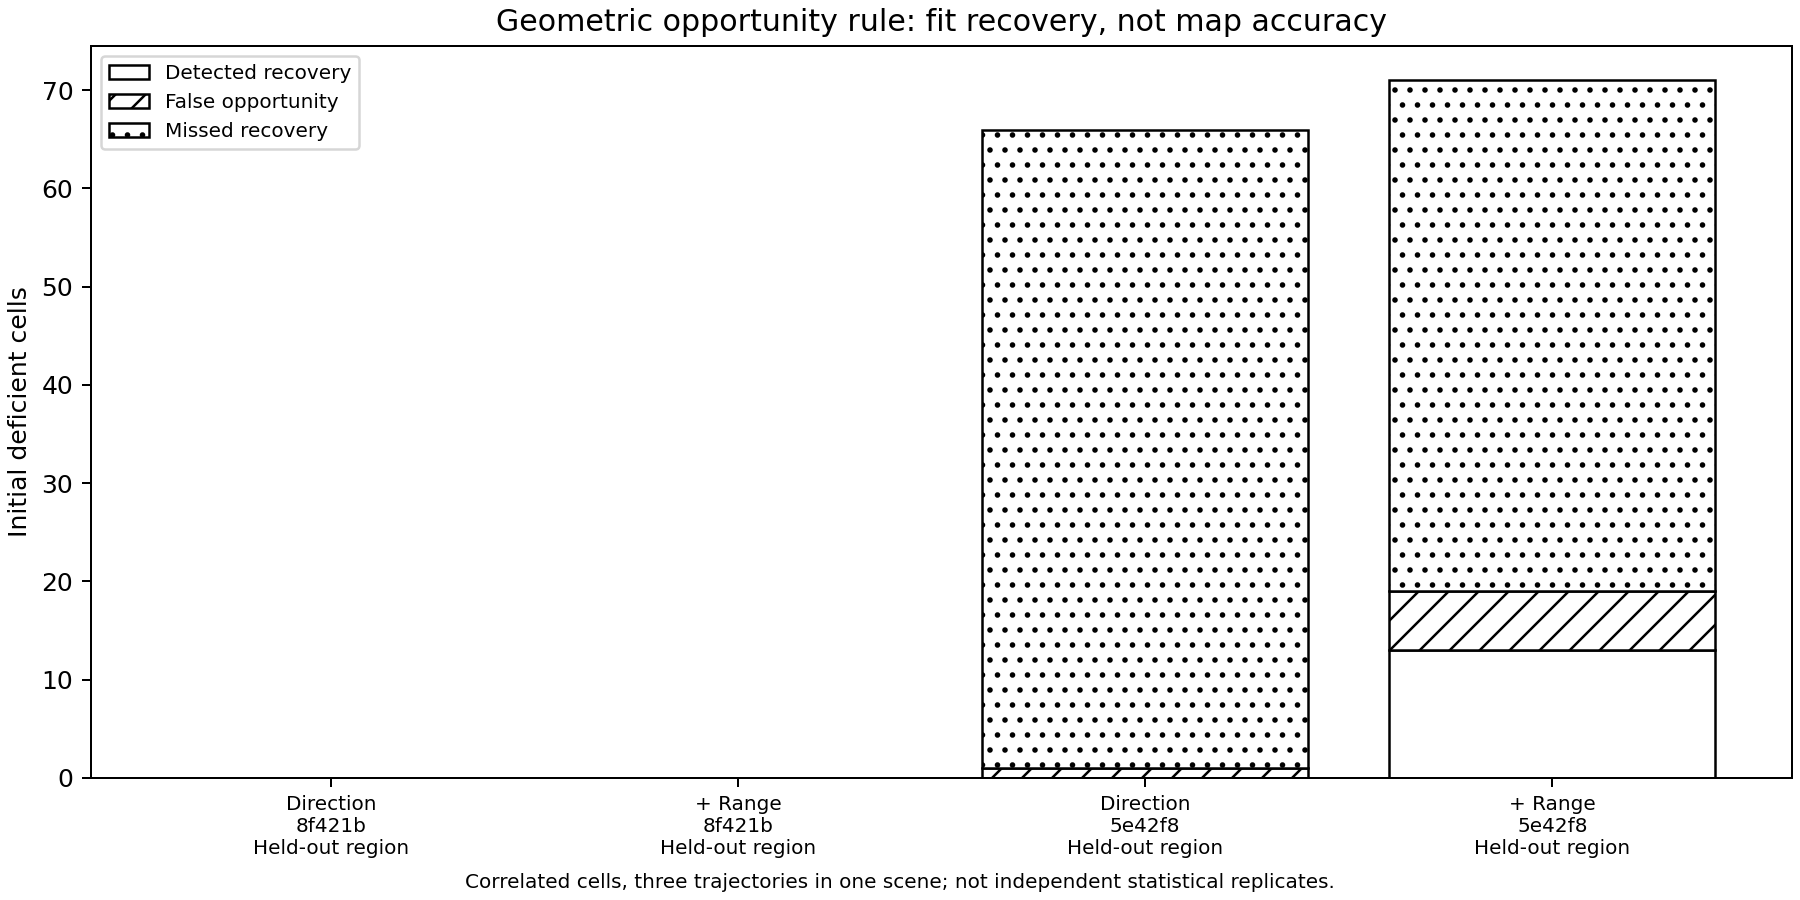 Geometric opportunity rule: fit recovery, not map accuracy
Detected recovery
False opportunity
Missed recovery
Initial deficient cells
70
60
50
40
30
20
10
0
Direction
8f421b
Held-out region
+ Range
8f421b
Held-out region
Direction
5e42f8
Held-out region
+ Range
5e42f8
Held-out region
Correlated cells, three trajectories in one scene; not independent statistical replicates.